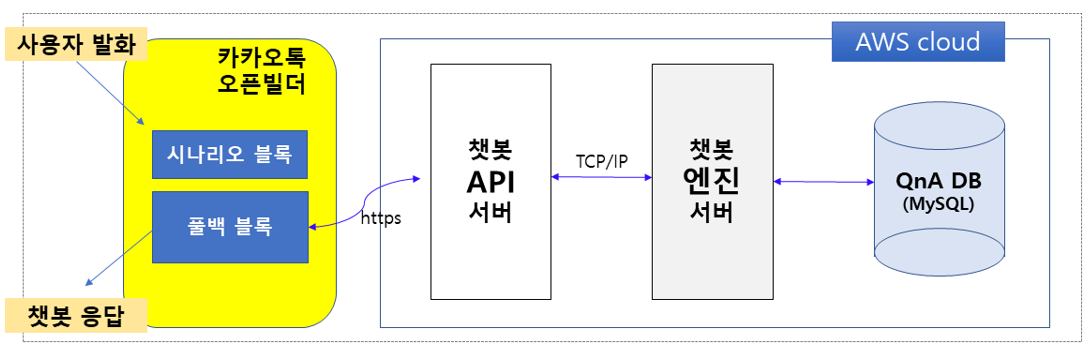 사용자 발화
카카오톡
오픈빌더
시나리오 블록
풀백 블록
챗봇 응답
https
AWS cloud
챗봇
API
서버
TCP/IP
챗봇
엔진
서버
QnA DB
(MySQL)